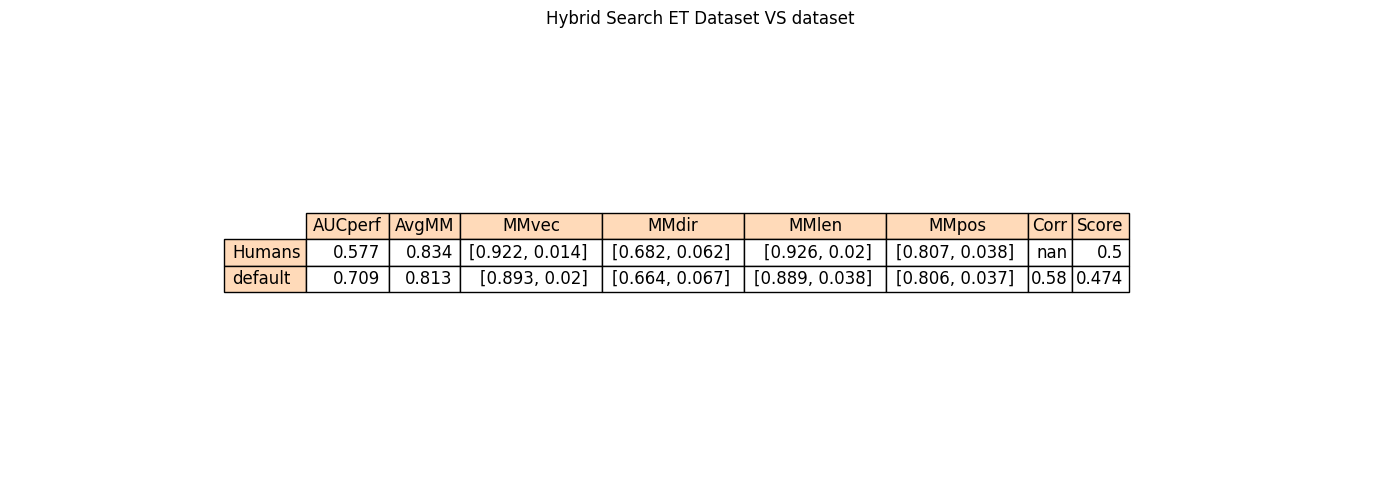 Hybrid Search ET Dataset VS dataset
AUCperf AvgMM MMvec MMdir MMlen MMpos Corr Score
Humans 0.577 0.834 [0.922, 0.014] [0.682, 0.062] [0.926, 0.02] [0.807, 0.038] nan 0.5
default 0.709 0.813 [0.893, 0.02] [0.664, 0.067] [0.889, 0.038] [0.806, 0.037] 0.58 0.474